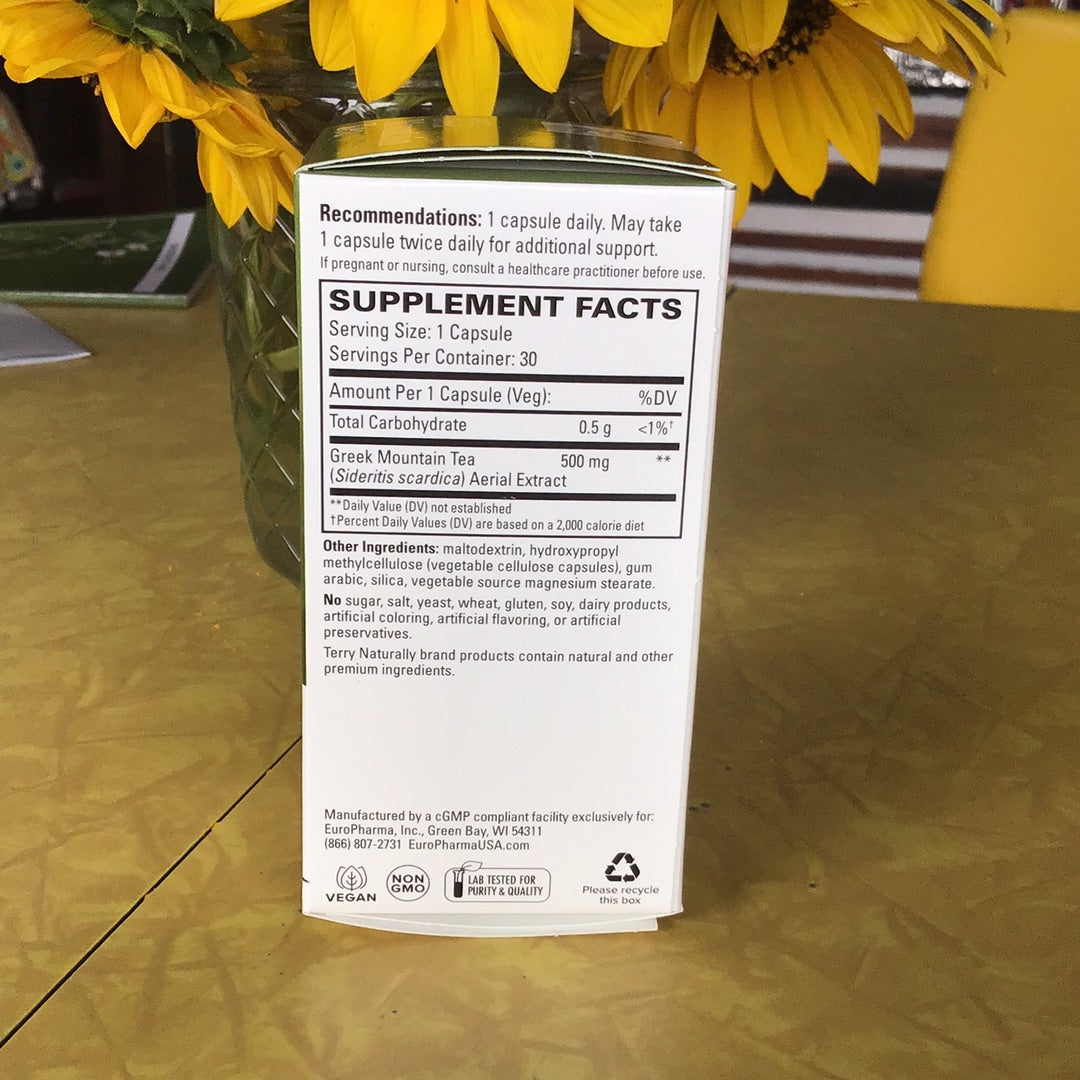 Recommendations: 1 capsule daily. May take
1 capsule twice daily for additional support.
If pregnant or nursing, consult a healthcare practitioner before use.
SUPPLEMENT FACTS
Serving Size: 1 Capsule
Servings Per Container: 30
Amount Per 1 Capsule (Veg): %DV
Total Carbohydrate 0.5 g <1%†
Greek Mountain Tea 500 mg **
(Sideritis scardica) Aerial Extract
**Daily Value (DV) not established
†Percent Daily Values (DV) are based on a 2,000 calorie diet
Other Ingredients: maltodextrin, hydroxypropyl
methylcellulose (vegetable cellulose capsules), gum
arabic, silica, vegetable source magnesium stearate.
No sugar, salt, yeast, wheat, gluten, soy, dairy products,
artificial coloring, artificial flavoring, or artificial
preservatives.
Terry Naturally brand products contain natural and other
premium ingredients.
Manufactured by a cGMP compliant facility exclusively for:
EuroPharma, Inc., Green Bay, WI 54311
(866) 807-2731 EuroPharmaUSA.com
VEGAN
NON
GMO
LAB TESTED FOR
PURITY & QUALITY
Please recycle
this box